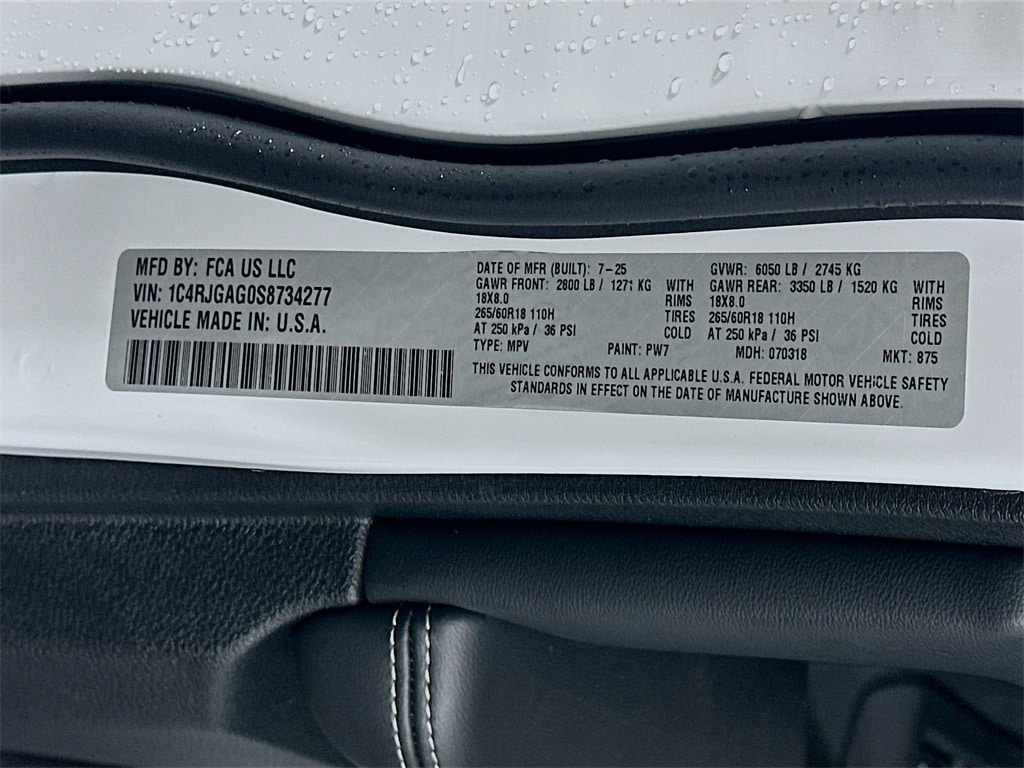 MFD BY: FCA US LLC
VIN: 1C4RJGAG0S8734277
VEHICLE MADE IN: U.S.A.
DATE OF MFR (BUILT): 7-25
GAWR FRONT: 2800 LB / 1271 KG WITH
18X8.0 RIMS
265/60R18 110H TIRES
AT 250 kPa / 36 PSI COLD
GVWR: 6050 LB / 2745 KG
GAWR REAR: 3350 LB / 1520 KG WITH
18X8.0 RIMS
265/60R18 110H TIRES
AT 250 kPa / 36 PSI COLD
TYPE: MPV PAINT: PW7 MDH: 070318 MKT: 875
THIS VEHICLE CONFORMS TO ALL APPLICABLE U.S.A. FEDERAL MOTOR VEHICLE SAFETY
STANDARDS IN EFFECT ON THE DATE OF MANUFACTURE SHOWN ABOVE.